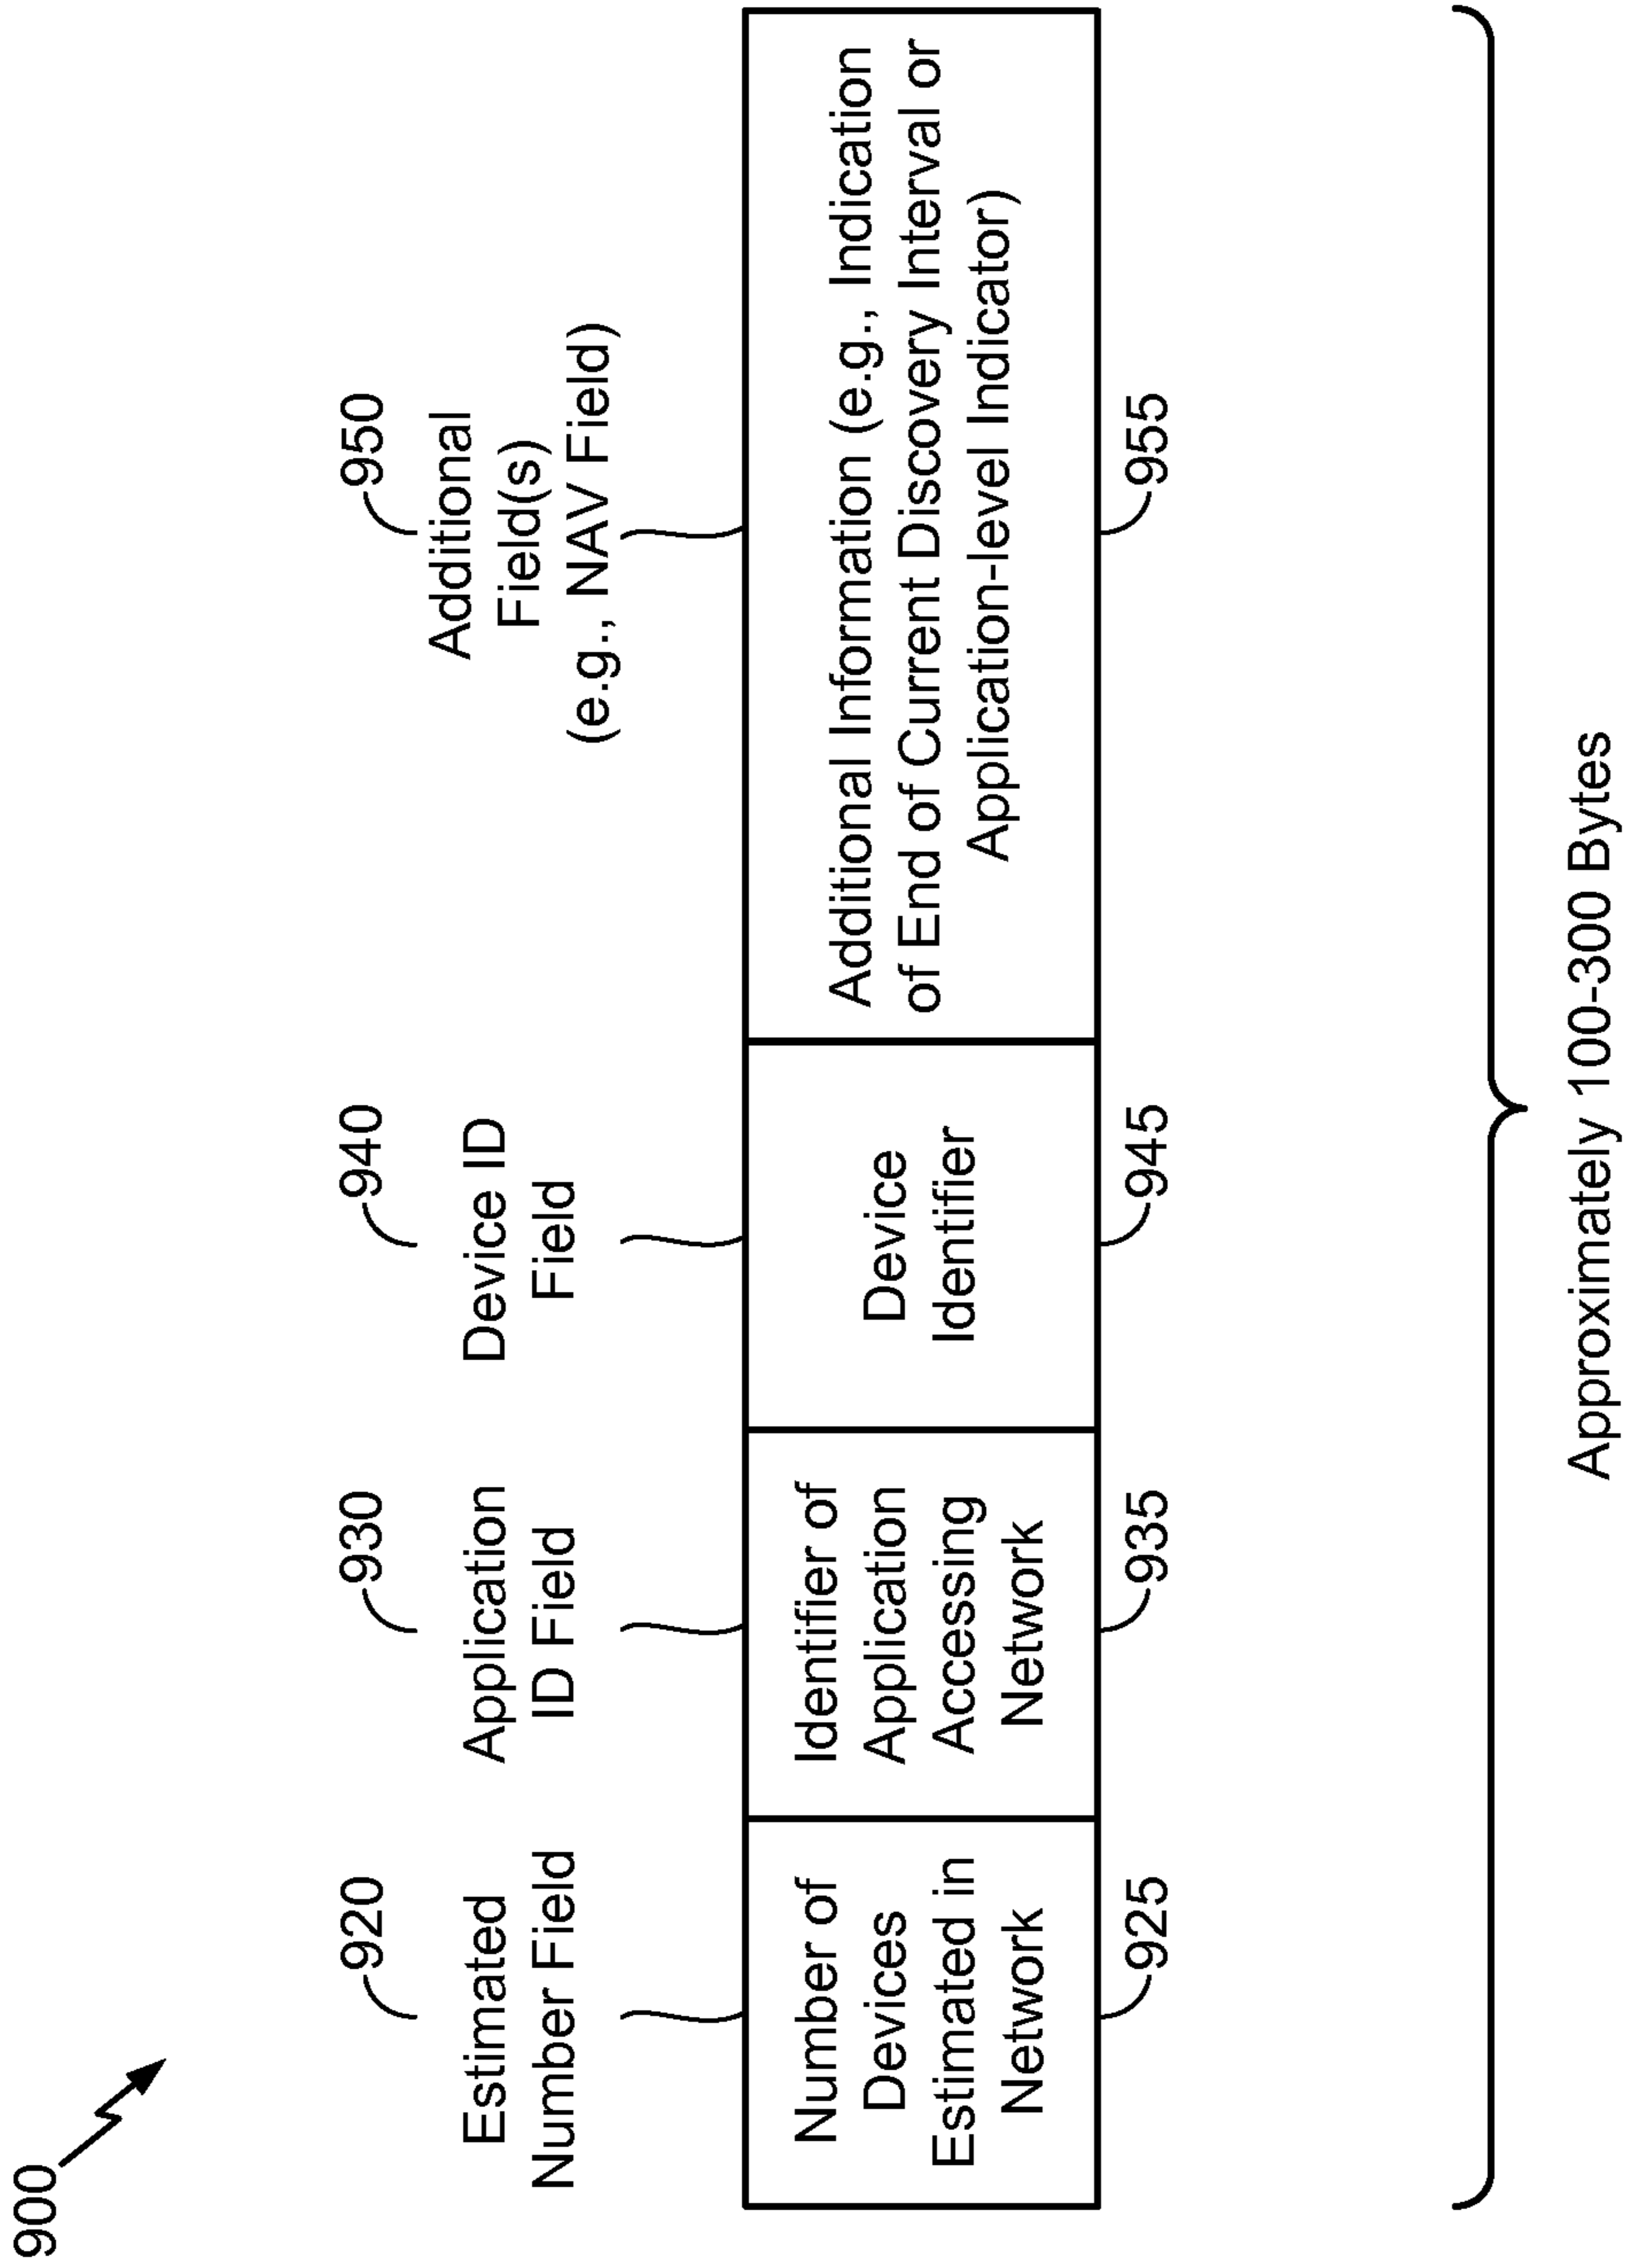 900
920
Estimated
Number Field
930
Application
ID Field
940
Device ID
Field
950
Additional
Field(s)
(e.g., NAV Field)
Number of
Devices
Estimated in
Network
Identifier of
Application
Accessing
Network
Device
Identifier
Additional Information (e.g., Indication
of End of Current Discovery Interval or
Application-level Indicator)
925
935
945
955
Approximately 100-300 Bytes